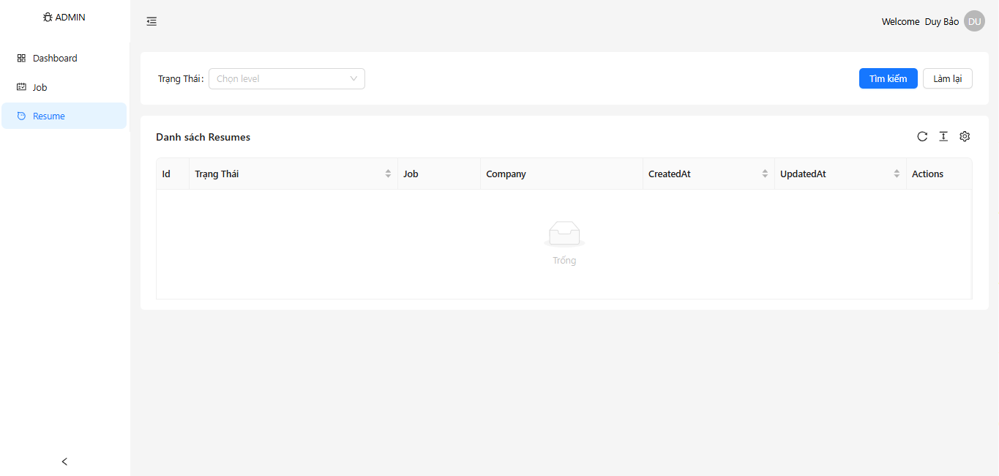 ADMIN
Welcome Duy Bảo DU
Dashboard
Job
Resume
Trạng Thái: Chọn level Tìm kiếm Làm lại
Danh sách Resumes
Id Trạng Thái Job Company CreatedAt UpdatedAt Actions
Trống